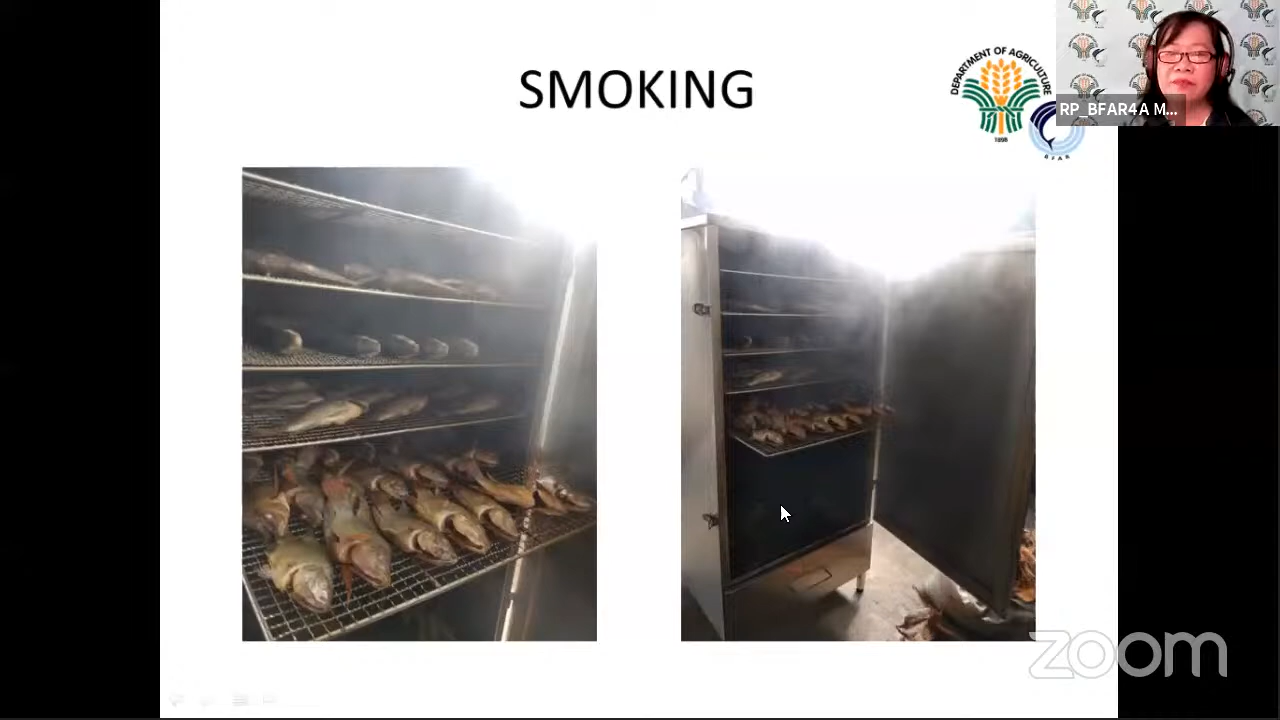 SMOKING
DEPARTMENT OF AGRICULTURE
1898
BFAR
RP_BFAR4A M...
zoom